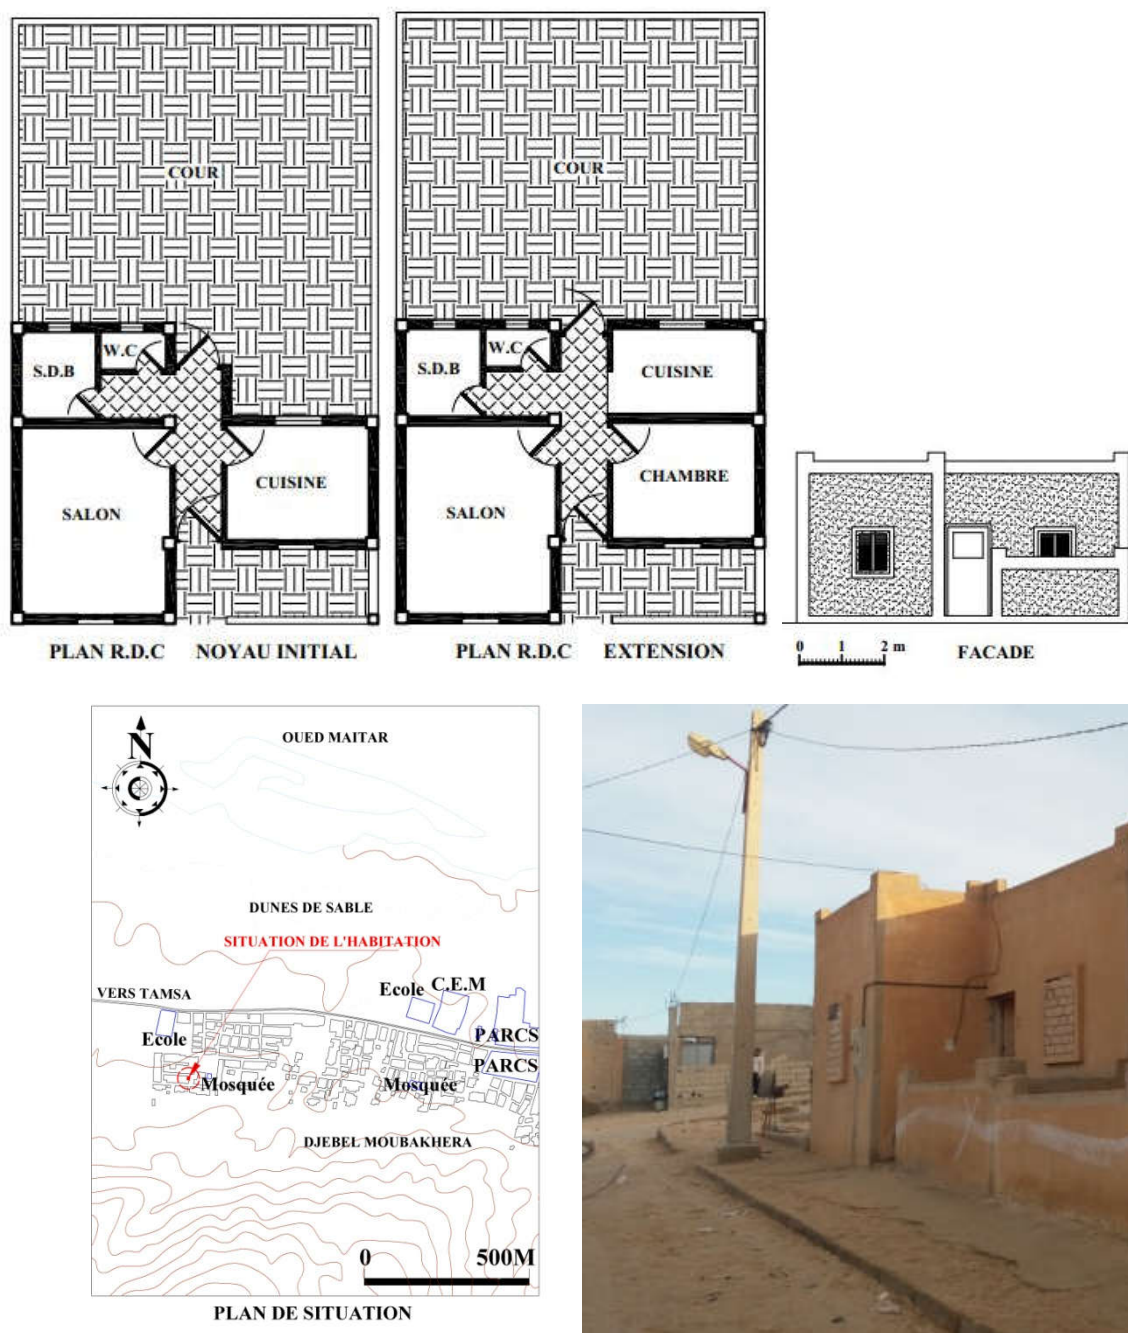 COUR
W.C
S.D.B
CUISINE
SALON
PLAN R.D.C NOYAU INITIAL
COUR
W.C
S.D.B
CUISINE
CHAMBRE
SALON
PLAN R.D.C EXTENSION
0 1 2 m
FACADE
N
OUED MAITAR
DUNES DE SABLE
SITUATION DE L'HABITATION
VERS TAMSA
Ecole C.E.M
Ecole
PARCS
PARCS
Mosquée
Mosquée
DJEBEL MOUBAKHERA
0 500M
PLAN DE SITUATION